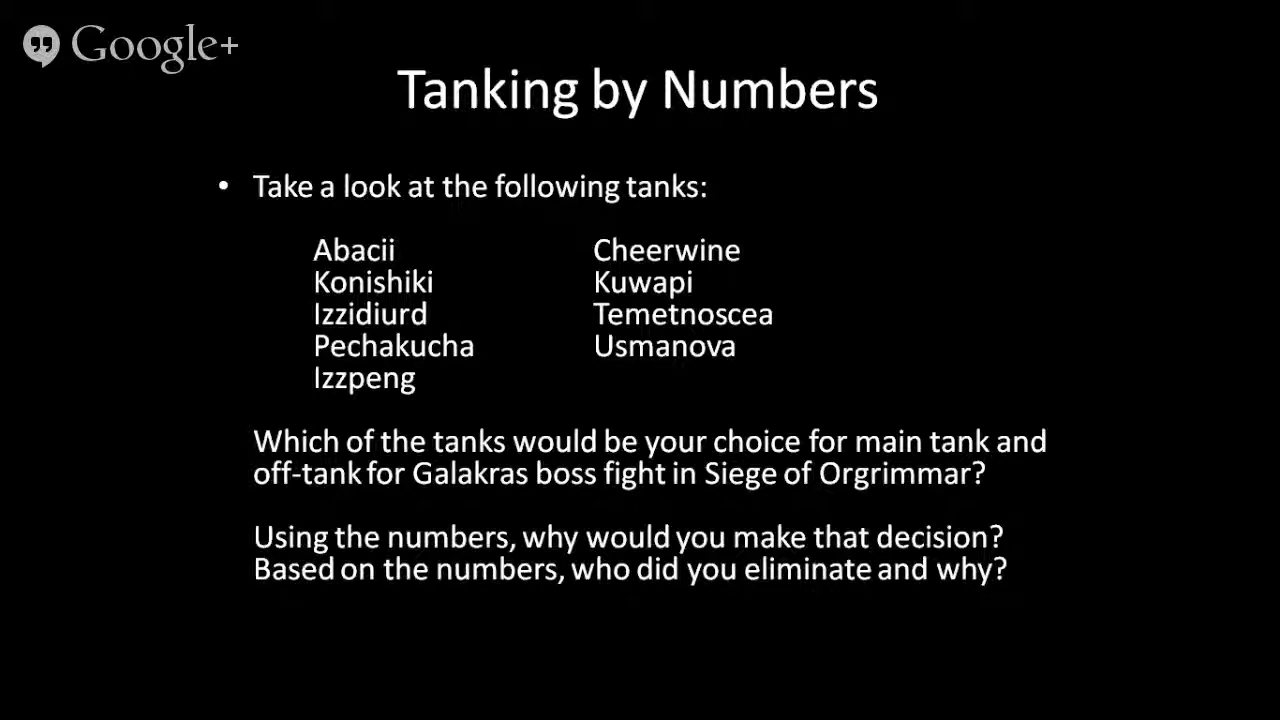 Google+
Tanking by Numbers
• Take a look at the following tanks:
Abacii
Konishiki
Izzidiurd
Pechakucha
Izzpeng
Cheerwine
Kuwapi
Temetnoscea
Usmanova
Which of the tanks would be your choice for main tank and
off-tank for Galakras boss fight in Siege of Orgrimmar?
Using the numbers, why would you make that decision?
Based on the numbers, who did you eliminate and why?